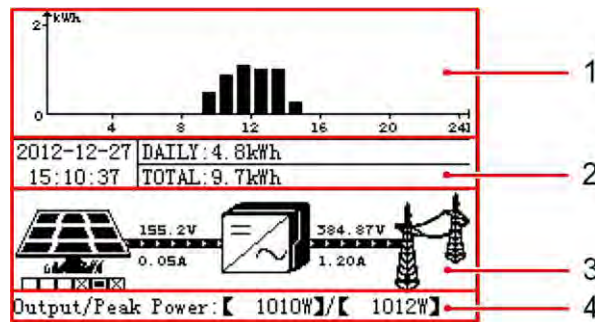 kWh
2
1
0
4 8 12 16 20 24
2012-12-27 DAILY:4.8kWh
15:10:37 TOTAL:9.7kWh
2
155.2V 384.87V
0.05A 1.20A
3
Output/Peak Power:【 1010W】/【 1012W】
4